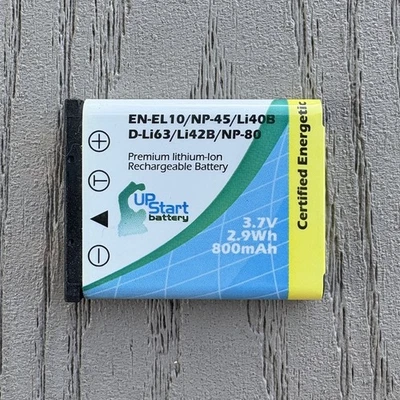 EN-EL10/NP-45/Li40B
D-Li63/Li42B/NP-80
Premium lithium-Ion
Rechargeable Battery
UP
Start
battery
3.7V
2.9Wh
800mAh
Certified Energetic
+
T
-